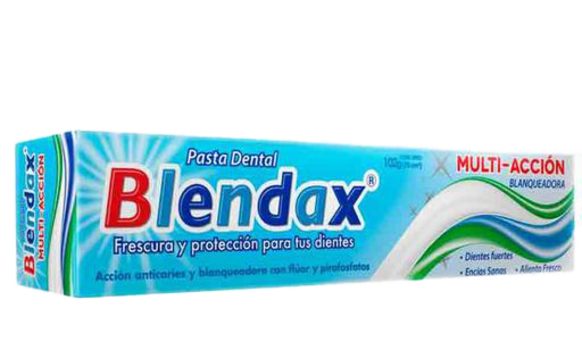 Blendax
MULTI-ACCIÓN
Pasta Dental
Blendax®
Frescura y protección para tus dientes
Acción anticaries y blanqueadora con flúor y pirofosfatos
102g
MULTI-ACCIÓN
BLANQUEADORA
• Dientes fuertes
• Encías Sanas • Aliento Fresco